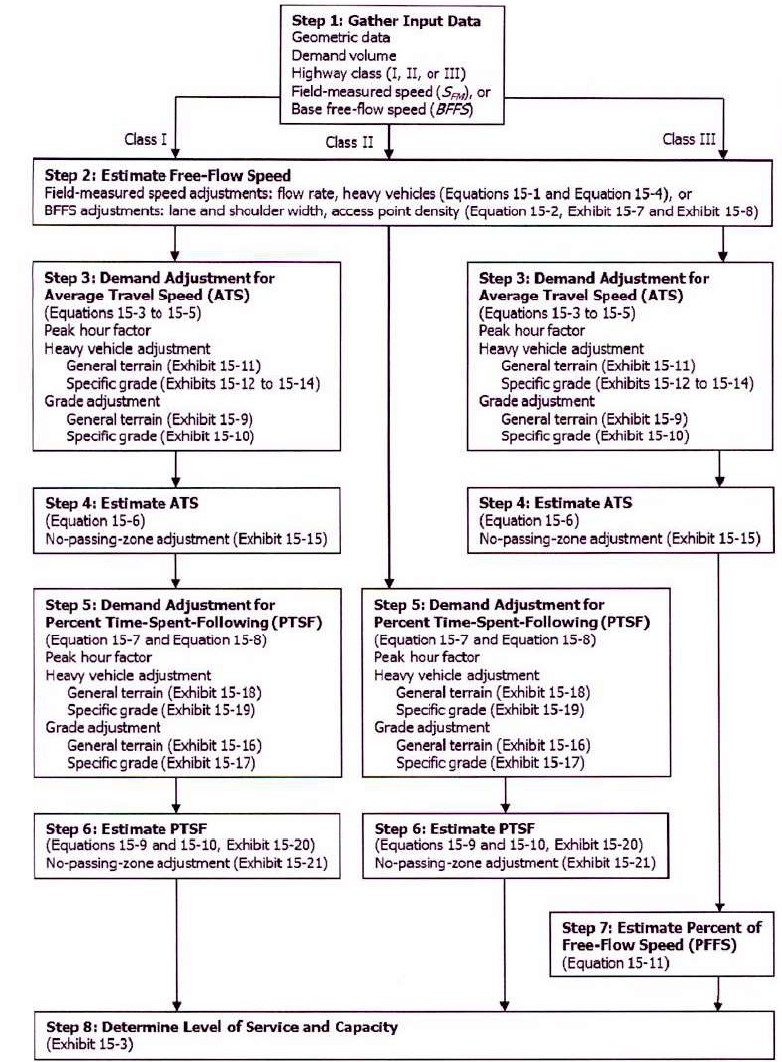 Step 1: Gather Input Data
Geometric data
Demand volume
Highway class (I, II, or III)
Field-measured speed (S_FM), or
Base free-flow speed (BFFS)
Class I
Class II
Class III
Step 2: Estimate Free-Flow Speed
Field-measured speed adjustments: flow rate, heavy vehicles (Equations 15-1 and Equation 15-4), or
BFFS adjustments: lane and shoulder width, access point density (Equation 15-2, Exhibit 15-7 and Exhibit 15-8)
Step 3: Demand Adjustment for
Average Travel Speed (ATS)
(Equations 15-3 to 15-5)
Peak hour factor
Heavy vehicle adjustment
General terrain (Exhibit 15-11)
Specific grade (Exhibits 15-12 to 15-14)
Grade adjustment
General terrain (Exhibit 15-9)
Specific grade (Exhibit 15-10)
Step 3: Demand Adjustment for
Average Travel Speed (ATS)
(Equations 15-3 to 15-5)
Peak hour factor
Heavy vehicle adjustment
General terrain (Exhibit 15-11)
Specific grade (Exhibits 15-12 to 15-14)
Grade adjustment
General terrain (Exhibit 15-9)
Specific grade (Exhibit 15-10)
Step 4: Estimate ATS
(Equation 15-6)
No-passing-zone adjustment (Exhibit 15-15)
Step 4: Estimate ATS
(Equation 15-6)
No-passing-zone adjustment (Exhibit 15-15)
Step 5: Demand Adjustment for
Percent Time-Spent-Following (PTSF)
(Equation 15-7 and Equation 15-8)
Peak hour factor
Heavy vehicle adjustment
General terrain (Exhibit 15-18)
Specific grade (Exhibit 15-19)
Grade adjustment
General terrain (Exhibit 15-16)
Specific grade (Exhibit 15-17)
Step 5: Demand Adjustment for
Percent Time-Spent-Following (PTSF)
(Equation 15-7 and Equation 15-8)
Peak hour factor
Heavy vehicle adjustment
General terrain (Exhibit 15-18)
Specific grade (Exhibit 15-19)
Grade adjustment
General terrain (Exhibit 15-16)
Specific grade (Exhibit 15-17)
Step 6: Estimate PTSF
(Equations 15-9 and 15-10, Exhibit 15-20)
No-passing-zone adjustment (Exhibit 15-21)
Step 6: Estimate PTSF
(Equations 15-9 and 15-10, Exhibit 15-20)
No-passing-zone adjustment (Exhibit 15-21)
Step 7: Estimate Percent of
Free-Flow Speed (PFFS)
(Equation 15-11)
Step 8: Determine Level of Service and Capacity
(Exhibit 15-3)